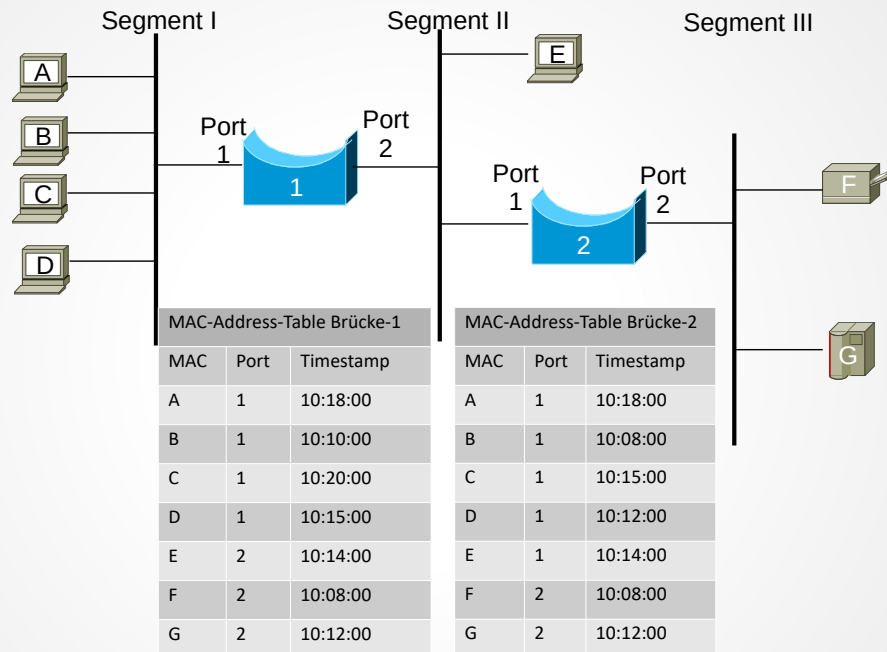 Segment I
Segment II
Segment III
A
B
C
D
E
F
G
Port
1
Port
2
1
Port
1
Port
2
2
MAC-Address-Table Brücke-1
MAC Port Timestamp
A 1 10:18:00
B 1 10:10:00
C 1 10:20:00
D 1 10:15:00
E 2 10:14:00
F 2 10:08:00
G 2 10:12:00
MAC-Address-Table Brücke-2
MAC Port Timestamp
A 1 10:18:00
B 1 10:08:00
C 1 10:15:00
D 1 10:12:00
E 1 10:14:00
F 2 10:08:00
G 2 10:12:00